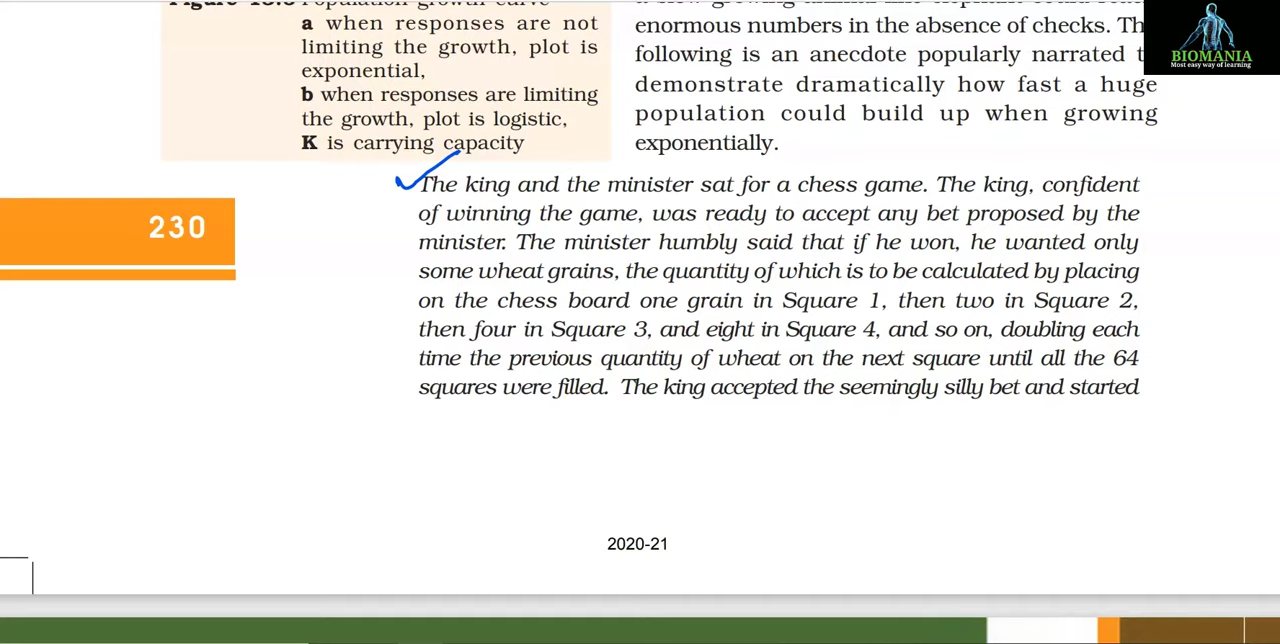 Population growth curve
a when responses are not
limiting the growth, plot is
exponential,
b when responses are limiting
the growth, plot is logistic,
K is carrying capacity
enormous numbers in the absence of checks. Th
following is an anecdote popularly narrated t
demonstrate dramatically how fast a huge
population could build up when growing
exponentially.
BIOMANIA
Most easy way of learning
The king and the minister sat for a chess game. The king, confident
of winning the game, was ready to accept any bet proposed by the
minister. The minister humbly said that if he won, he wanted only
some wheat grains, the quantity of which is to be calculated by placing
on the chess board one grain in Square 1, then two in Square 2,
then four in Square 3, and eight in Square 4, and so on, doubling each
time the previous quantity of wheat on the next square until all the 64
squares were filled. The king accepted the seemingly silly bet and started
230
2020-21